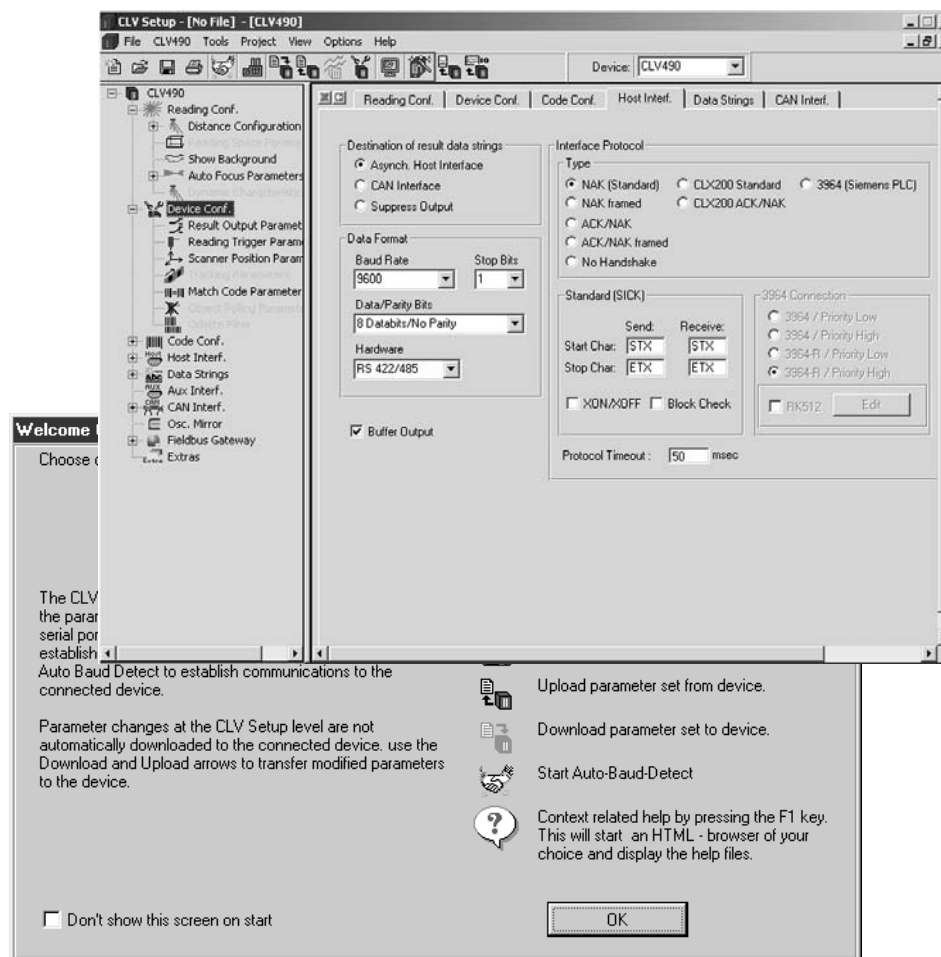 CLV Setup - [No File] - [CLV490]
File CLV490 Tools Project View Options Help
Device: CLV490
CLV490
Reading Conf.
Distance Configuration
Show Background
Auto Focus Parameters
Dynamic Characteristic
Device Conf.
Result Output Paramet
Reading Trigger Param
Scanner Position Param
Tracking Parameters
Match Code Parameter
Object Polling Paramete
Code Conf.
Host Interf.
Data Strings
Aux Interf.
CAN Interf.
Osc. Mirror
Fieldbus Gateway
Extras
Reading Conf. Device Conf. Code Conf. Host Interf. Data Strings CAN Interf.
Destination of result data strings
Asynch. Host Interface
CAN Interface
Suppress Output
Data Format
Baud Rate Stop Bits
9600 1
Data/Parity Bits
8 Databits/No Parity
Hardware
RS 422/485
Buffer Output
Interface Protocol
Type
NAK (Standard) CLX200 Standard 3964 (Siemens PLC)
NAK framed CLX200 ACK/NAK
ACK/NAK
ACK/NAK framed
No Handshake
Standard (SICK)
Send: Receive:
Start Char: STX STX
Stop Char: ETX ETX
XON/XOFF Block Check
3964 Connection
3964 / Priority Low
3964 / Priority High
3964-R / Priority Low
3964-R / Priority High
RK512 Edit
Protocol Timeout : 50 msec
Welcome
Choose
The CLV
the parar
serial por
establish
Auto Baud Detect to establish communications to the
connected device.
Parameter changes at the CLV Setup level are not
automatically downloaded to the connected device. use the
Download and Upload arrows to transfer modified parameters
to the device.
Upload parameter set from device.
Download parameter set to device.
Start Auto-Baud-Detect
Context related help by pressing the F1 key.
This will start an HTML - browser of your
choice and display the help files.
Don't show this screen on start
OK